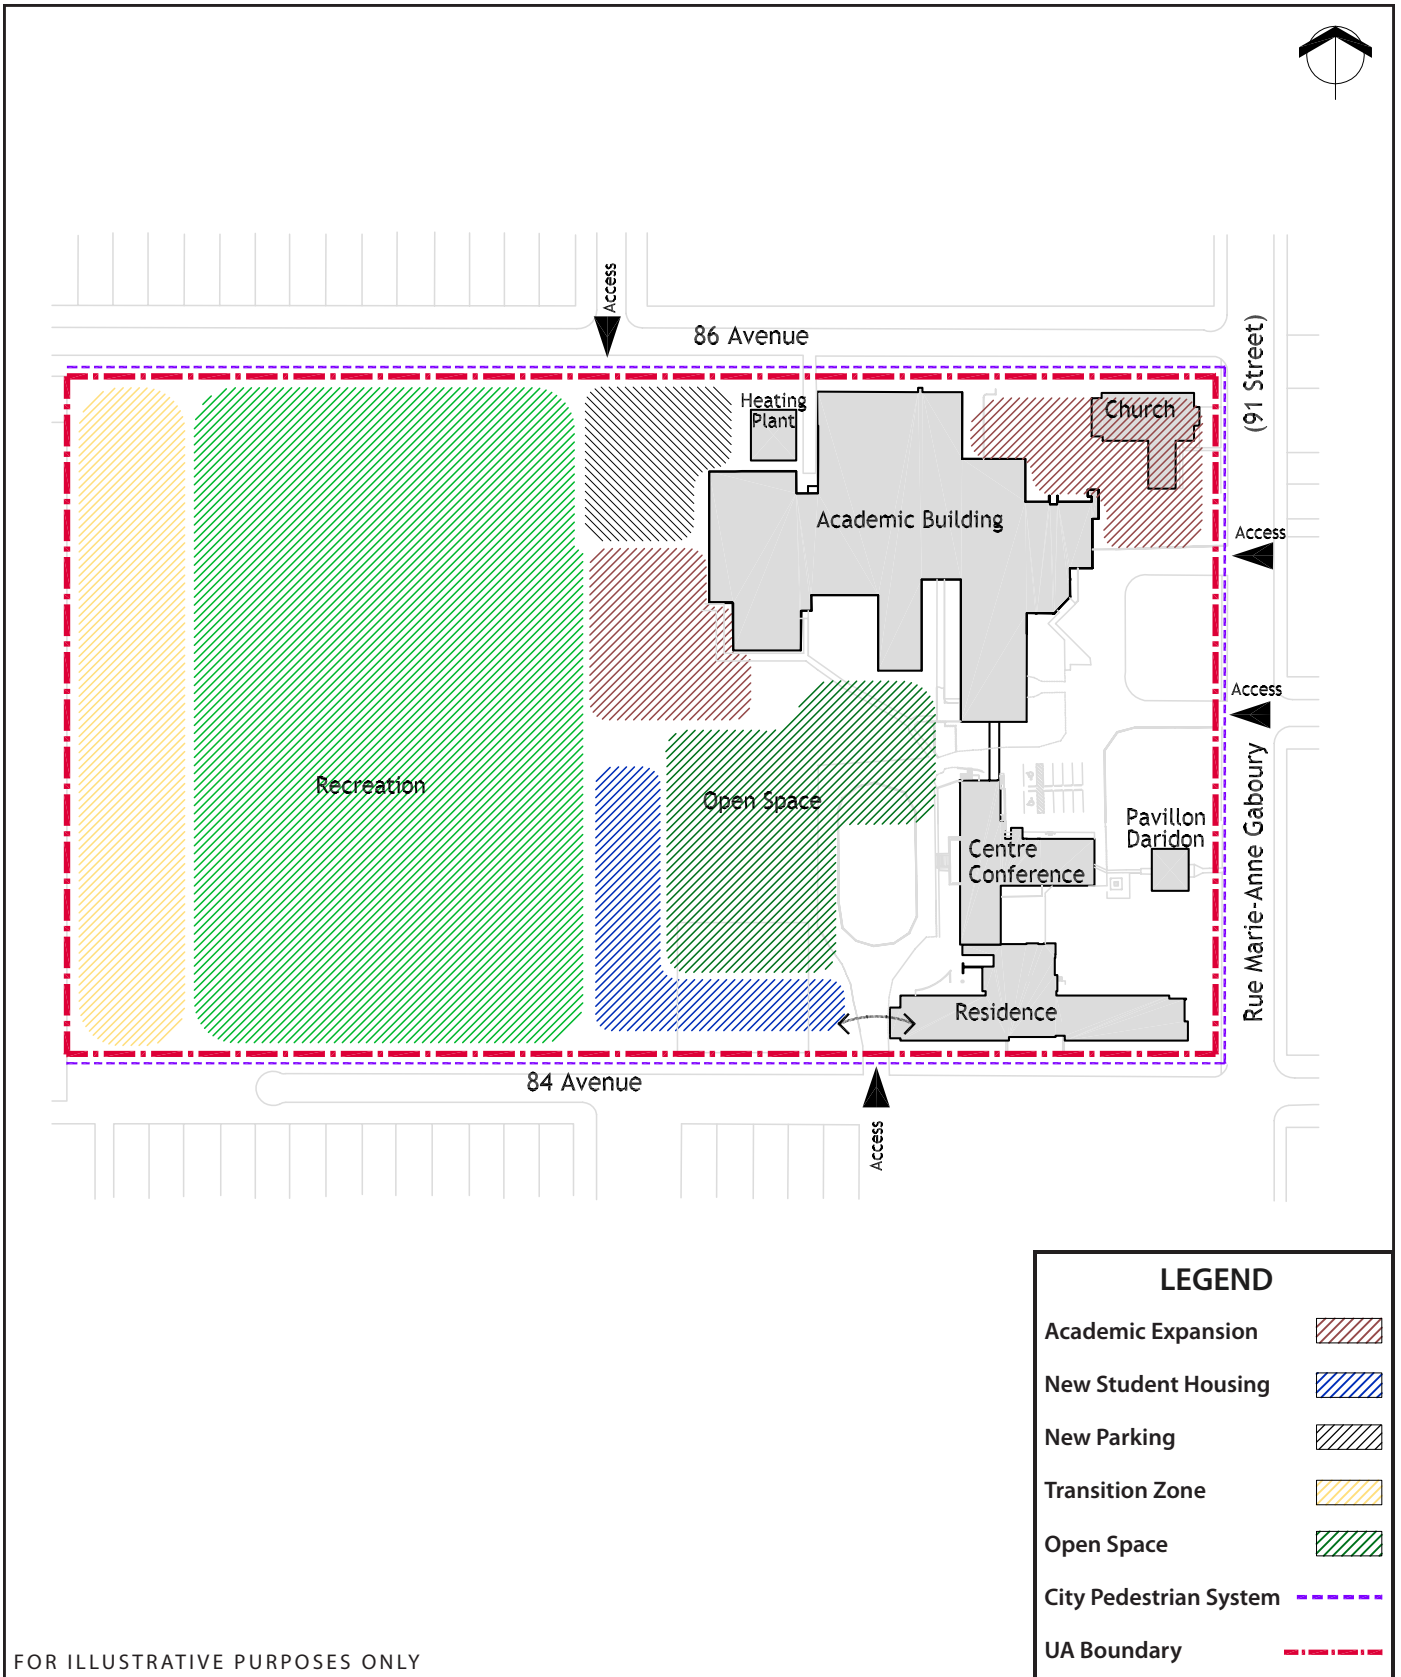 Access
86 Avenue
(91 Street)
Heating
Plant
Church
Academic Building
Access
Access
Recreation
Open Space
Pavillon
Daridon
Centre
Conference
Rue Marie-Anne Gaboury
Residence
84 Avenue
Access
LEGEND
Academic Expansion
New Student Housing
New Parking
Transition Zone
Open Space
City Pedestrian System
UA Boundary
FOR ILLUSTRATIVE PURPOSES ONLY